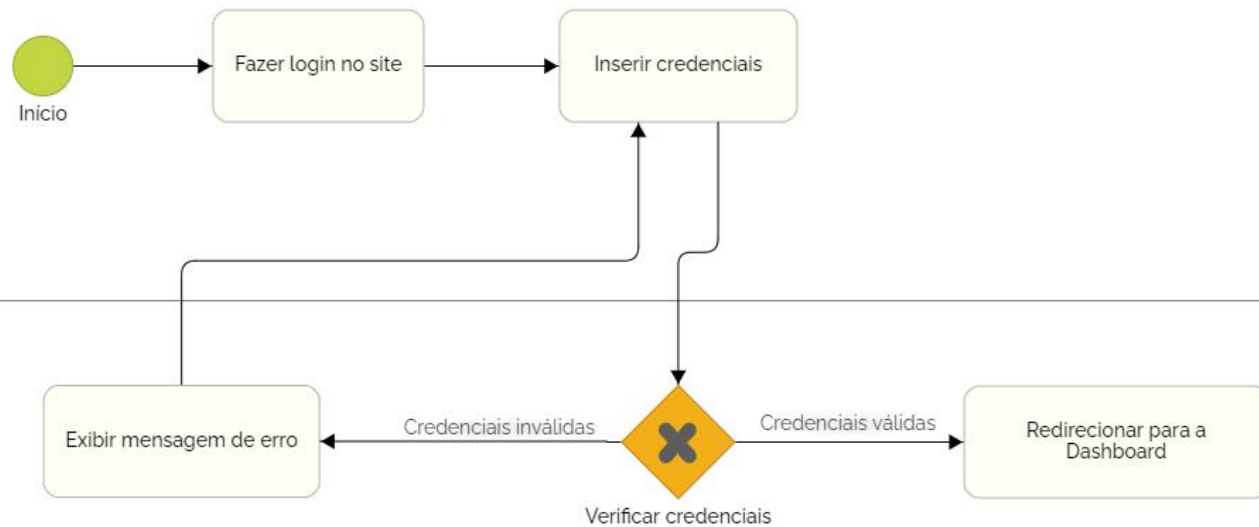 Fazer login no site
Inserir credenciais
Início
Credenciais inválidas
Credenciais válidas
Exibir mensagem de erro
Redirecionar para a
Dashboard
Verificar credenciais